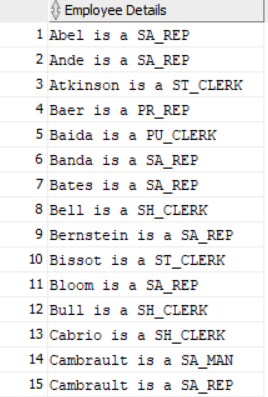 Employee Details
1 Abel is a SA_REP
2 Ande is a SA_REP
3 Atkinson is a ST_CLERK
4 Baer is a PR_REP
5 Baida is a PU_CLERK
6 Banda is a SA_REP
7 Bates is a SA_REP
8 Bell is a SH_CLERK
9 Bernstein is a SA_REP
10 Bissot is a ST_CLERK
11 Bloom is a SA_REP
12 Bull is a SH_CLERK
13 Cabrio is a SH_CLERK
14 Cambrault is a SA_MAN
15 Cambrault is a SA_REP